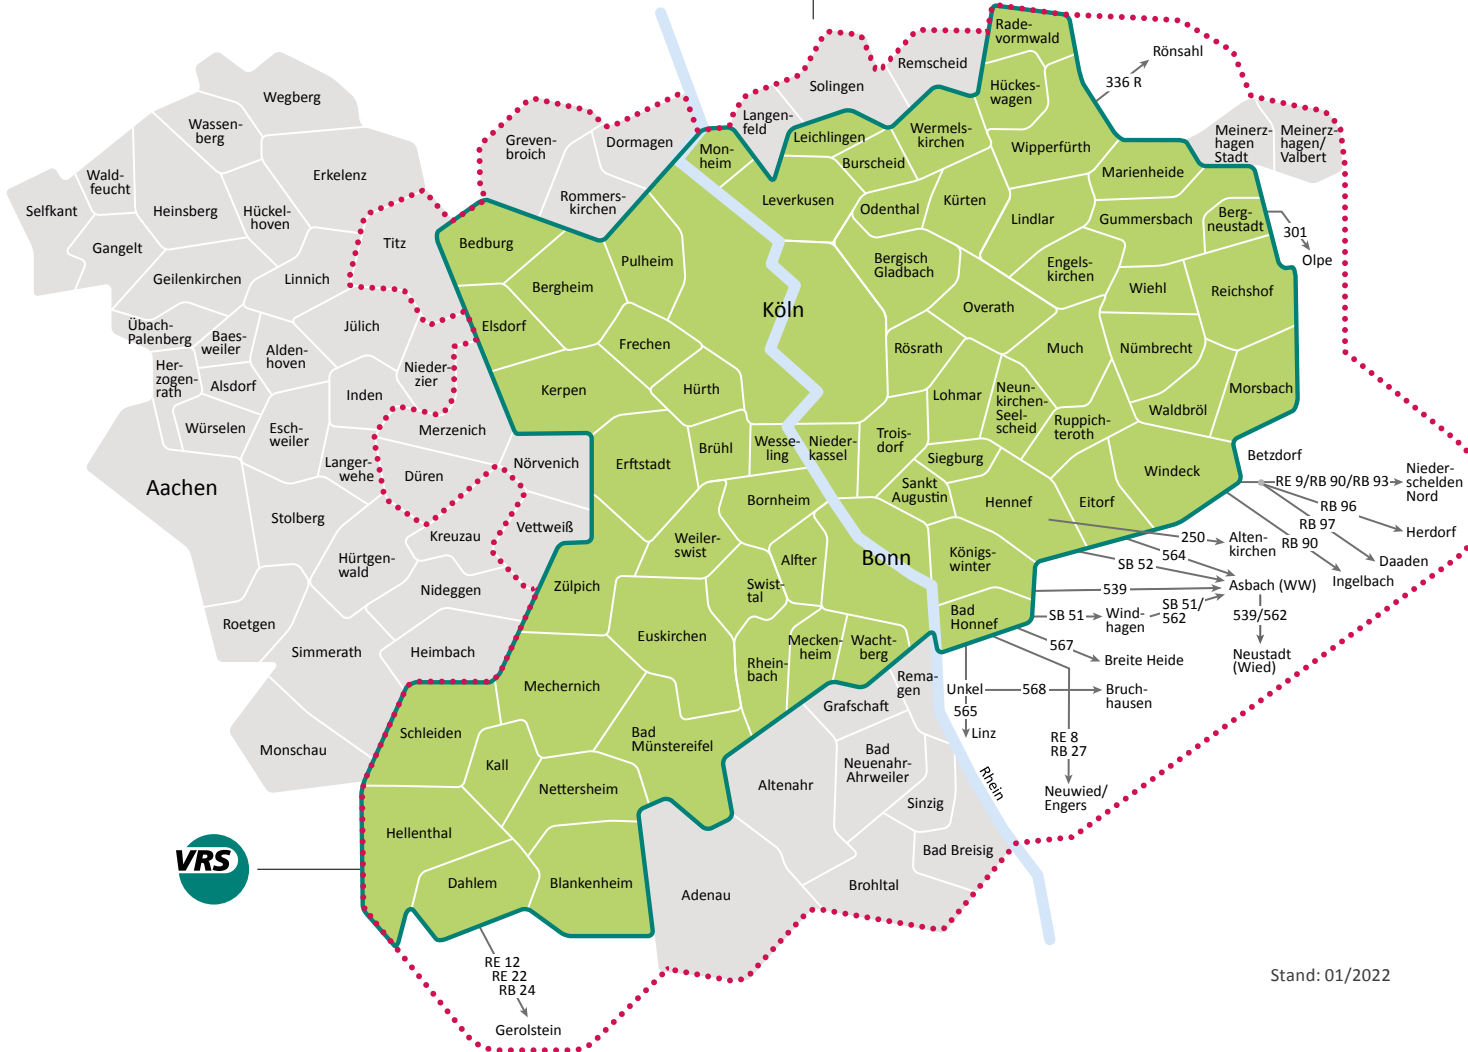 Rade-
vormwald
Rönsahl
336 R
Remscheid
Solingen
Hückes-
wagen
Wegberg
Langen-
feld
Wassen-
berg
Greven-
broich
Dormagen
Mon-
heim
Leichlingen
Wermels-
kirchen
Wipperfürth
Meinerz-
hagen
Stadt
Meinerz-
hagen/
Valbert
Burscheid
Marienheide
Wald-
feucht
Erkelenz
Rommers-
kirchen
Leverkusen
Odenthal
Kürten
Lindlar
Gummersbach
Berg-
neustadt
Selfkant
Heinsberg
Hückel-
hoven
301
Olpe
Gangelt
Titz
Bedburg
Pulheim
Bergisch
Gladbach
Engels-
kirchen
Geilenkirchen
Linnich
Bergheim
Wiehl
Reichshof
Köln
Overath
Übach-
Palenberg
Baes-
weiler
Jülich
Elsdorf
Frechen
Rösrath
Much
Nümbrecht
Alden-
hoven
Her-
zogen-
rath
Alsdorf
Nieder-
zier
Inden
Kerpen
Hürth
Lohmar
Neun-
kirchen-
Seel-
scheid
Morsbach
Waldbröl
Würselen
Esch-
weiler
Merzenich
Ruppich-
teroth
Brühl
Wesse-
ling
Nieder-
kassel
Trois-
dorf
Siegburg
Langer-
wehe
Düren
Nörvenich
Erftstadt
Windeck
Betzdorf
Aachen
Sankt
Augustin
Hennef
Eitorf
RE 9/RB 90/RB 93
Nieder-
schelden
Nord
Bornheim
RB 96
Herdorf
Stolberg
Vettweiß
RB 97
Kreuzau
Weiler-
swist
250
Alten-
kirchen
RB 90
Daaden
Hürtgen-
wald
Alfter
Bonn
Königs-
winter
564
SB 52
Ingelbach
Zülpich
Swist-
tal
Nideggen
539
Asbach (WW)
Bad
Honnef
SB 51
Wind-
hagen
SB 51/
562
539/562
Roetgen
Euskirchen
Simmerath
Heimbach
Mecken-
heim
Wacht-
berg
567
Breite Heide
Neustadt
(Wied)
Rhein-
bach
Mechernich
Rema-
gen
Unkel
568
Bruch-
hausen
565
Grafschaft
Linz
Schleiden
Bad
Münstereifel
RE 8
RB 27
Monschau
Kall
Bad
Neuenahr-
Ahrweiler
Altenahr
Nettersheim
Rhein
Neuwied/
Engers
Sinzig
Hellenthal
Bad Breisig
VRS
Dahlem
Blankenheim
Adenau
Brohltal
RE 12
RE 22
RB 24
Gerolstein
Stand: 01/2022